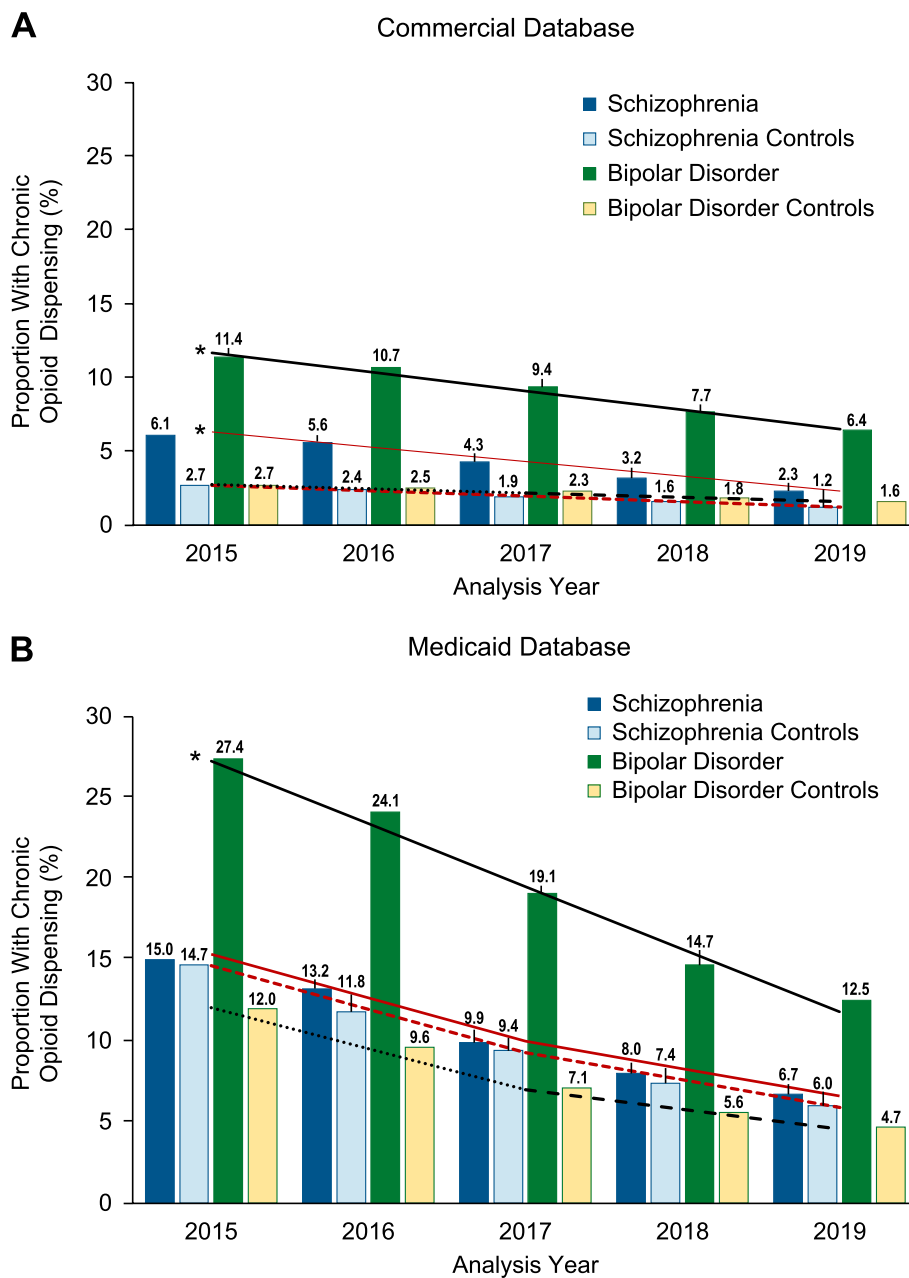 A
Commercial Database
Proportion With Chronic
Opioid Dispensing (%)
30
25
20
15
10
5
0
Schizophrenia
Schizophrenia Controls
Bipolar Disorder
Bipolar Disorder Controls
* 11.4
10.7
9.4
7.7
6.4
6.1 *
5.6
4.3
3.2
2.3
2.7 2.7
2.4 2.5
1.9 2.3
1.6 1.8
1.2 1.6
2015 2016 2017 2018 2019
Analysis Year
B
Medicaid Database
Proportion With Chronic
Opioid Dispensing (%)
30
25
20
15
10
5
0
Schizophrenia
Schizophrenia Controls
Bipolar Disorder
Bipolar Disorder Controls
* 27.4
24.1
19.1
14.7
12.5
15.0 14.7 12.0
13.2 11.8 9.6
9.9 9.4 7.1
8.0 7.4 5.6
6.7 6.0 4.7
2015 2016 2017 2018 2019
Analysis Year